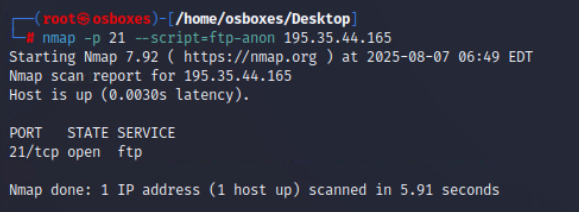 ┌──(root㉿osboxes)-[/home/osboxes/Desktop]
└─# nmap -p 21 --script=ftp-anon 195.35.44.165
Starting Nmap 7.92 ( https://nmap.org ) at 2025-08-07 06:49 EDT
Nmap scan report for 195.35.44.165
Host is up (0.0030s latency).
PORT   STATE SERVICE
21/tcp open  ftp
Nmap done: 1 IP address (1 host up) scanned in 5.91 seconds